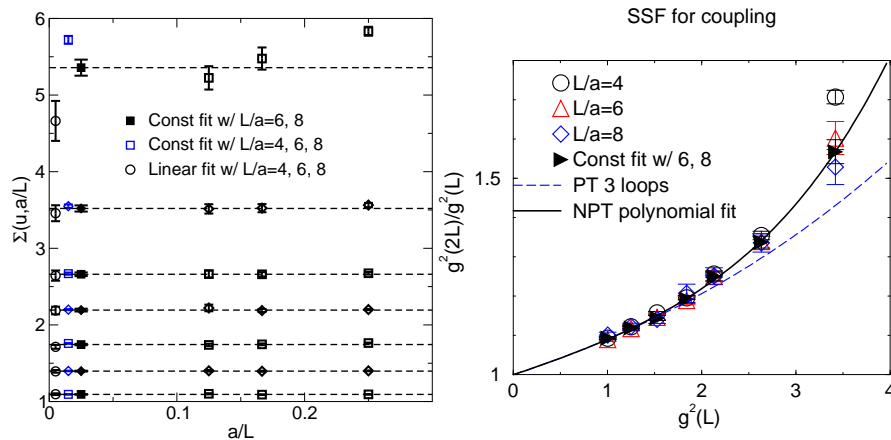 6
5
4
3
2
1
Σ(u,a/L)
Const fit w/ L/a=6, 8
Const fit w/ L/a=4, 6, 8
Linear fit w/ L/a=4, 6, 8
0
0.1
0.2
a/L
SSF for coupling
g²(2L)/g²(L)
1.5
1
L/a=4
L/a=6
L/a=8
Const fit w/ 6, 8
PT 3 loops
NPT polynomial fit
0
1
2
3
4
g²(L)